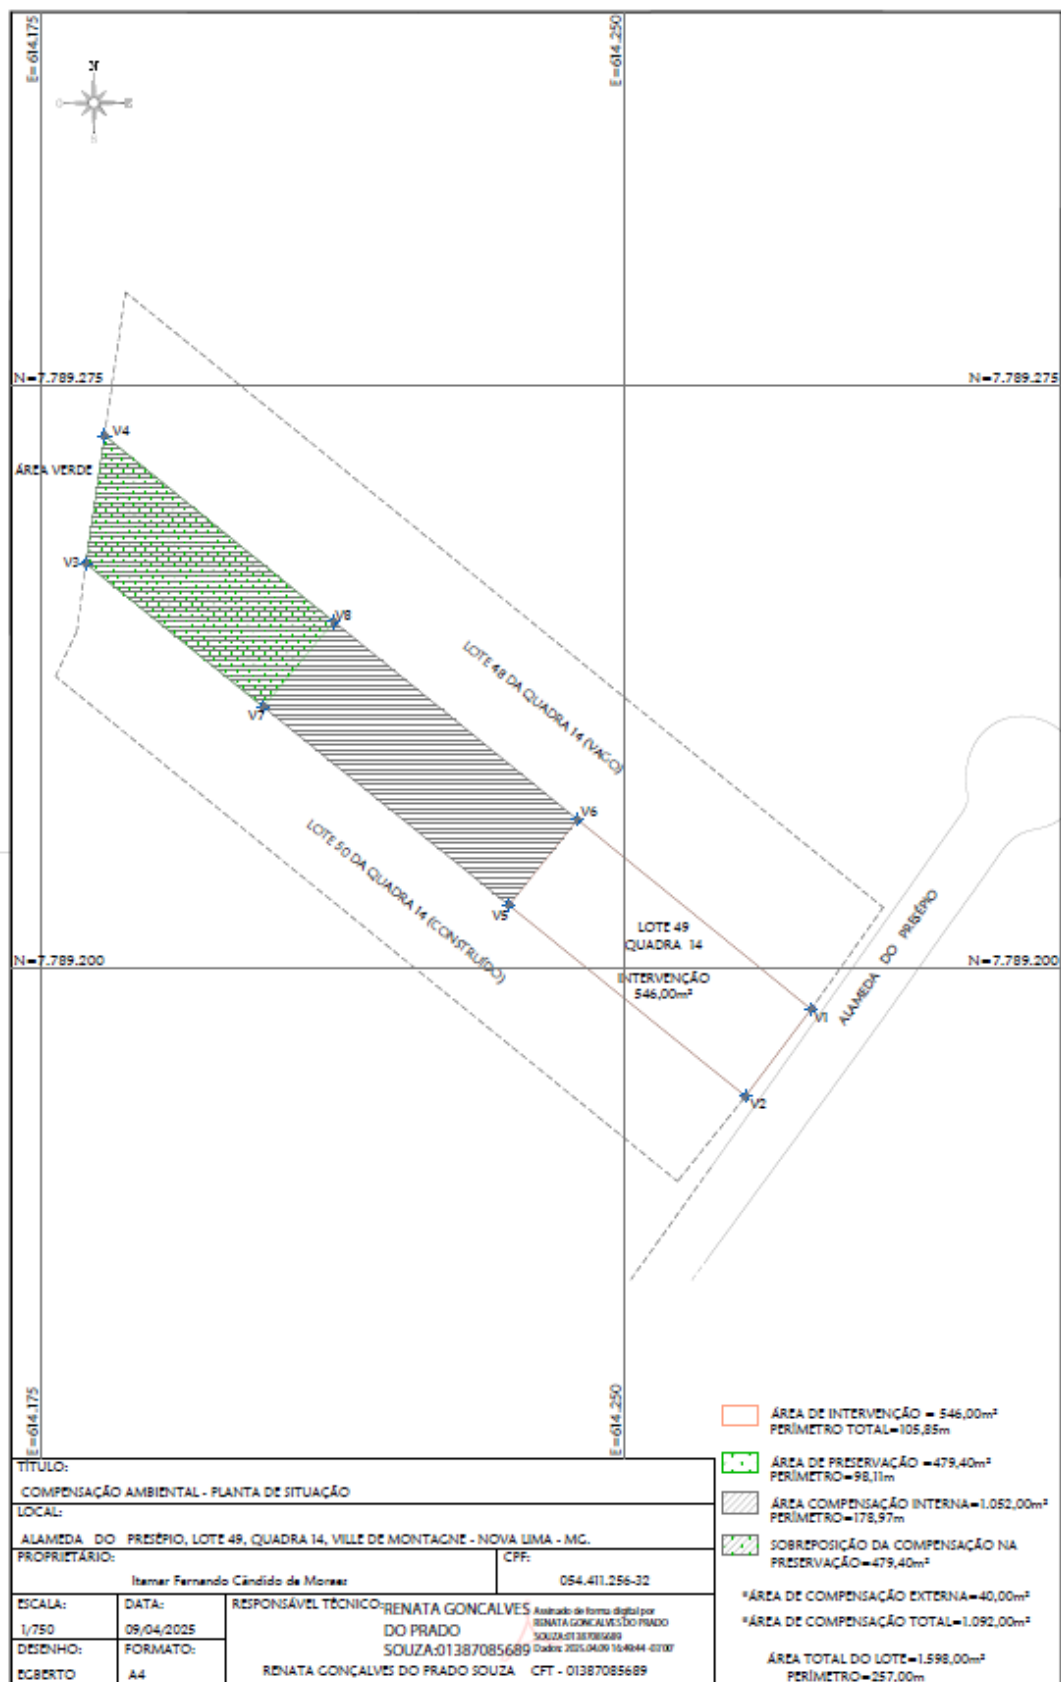 E=614.175
E=614.250
N
O
E
S
N=7.789.275
N=7.789.275
V4
ÁREA VERDE
V3
V8
LOTE 48 DA QUADRA 14 (VAGO)
V7
V6
LOTE 50 DA QUADRA 14 (CONSTRUÍDO)
V5
LOTE 49
QUADRA 14
ALAMEDA DO PRESÉPIO
N=7.789.200
N=7.789.200
INTERVENÇÃO
546,00m²
V1
V2
E=614.175
E=614.250
ÁREA DE INTERVENÇÃO = 546,00m²
PERÍMETRO TOTAL=105,85m
ÁREA DE PRESERVAÇÃO =479,40m²
PERÍMETRO=98,11m
ÁREA COMPENSAÇÃO INTERNA=1.052,00m²
PERÍMETRO=178,97m
SOBREPOSIÇÃO DA COMPENSAÇÃO NA
PRESERVAÇÃO=479,40m²
*ÁREA DE COMPENSAÇÃO EXTERNA=40,00m²
*ÁREA DE COMPENSAÇÃO TOTAL=1.092,00m²
ÁREA TOTAL DO LOTE=1.598,00m²
PERÍMETRO=257,00m
TÍTULO:
COMPENSAÇÃO AMBIENTAL - PLANTA DE SITUAÇÃO
LOCAL:
ALAMEDA DO PRESÉPIO, LOTE 49, QUADRA 14, VILLE DE MONTAGNE - NOVA LIMA - MG.
PROPRIETÁRIO:
Itamar Fernando Cândido de Moraes
CPF:
054.411.256-32
ESCALA:
1/750
DATA:
09/04/2025
DESENHO:
EGBERTO
FORMATO:
A4
RESPONSÁVEL TÉCNICO:
RENATA GONCALVES
DO PRADO
SOUZA:01387085689
Assinado de forma digital por
RENATA GONCALVES DO PRADO
SOUZA:01387085689
Dados: 2025.04.09 16:49:44 -03'00'
RENATA GONÇALVES DO PRADO SOUZA CFT - 01387085689